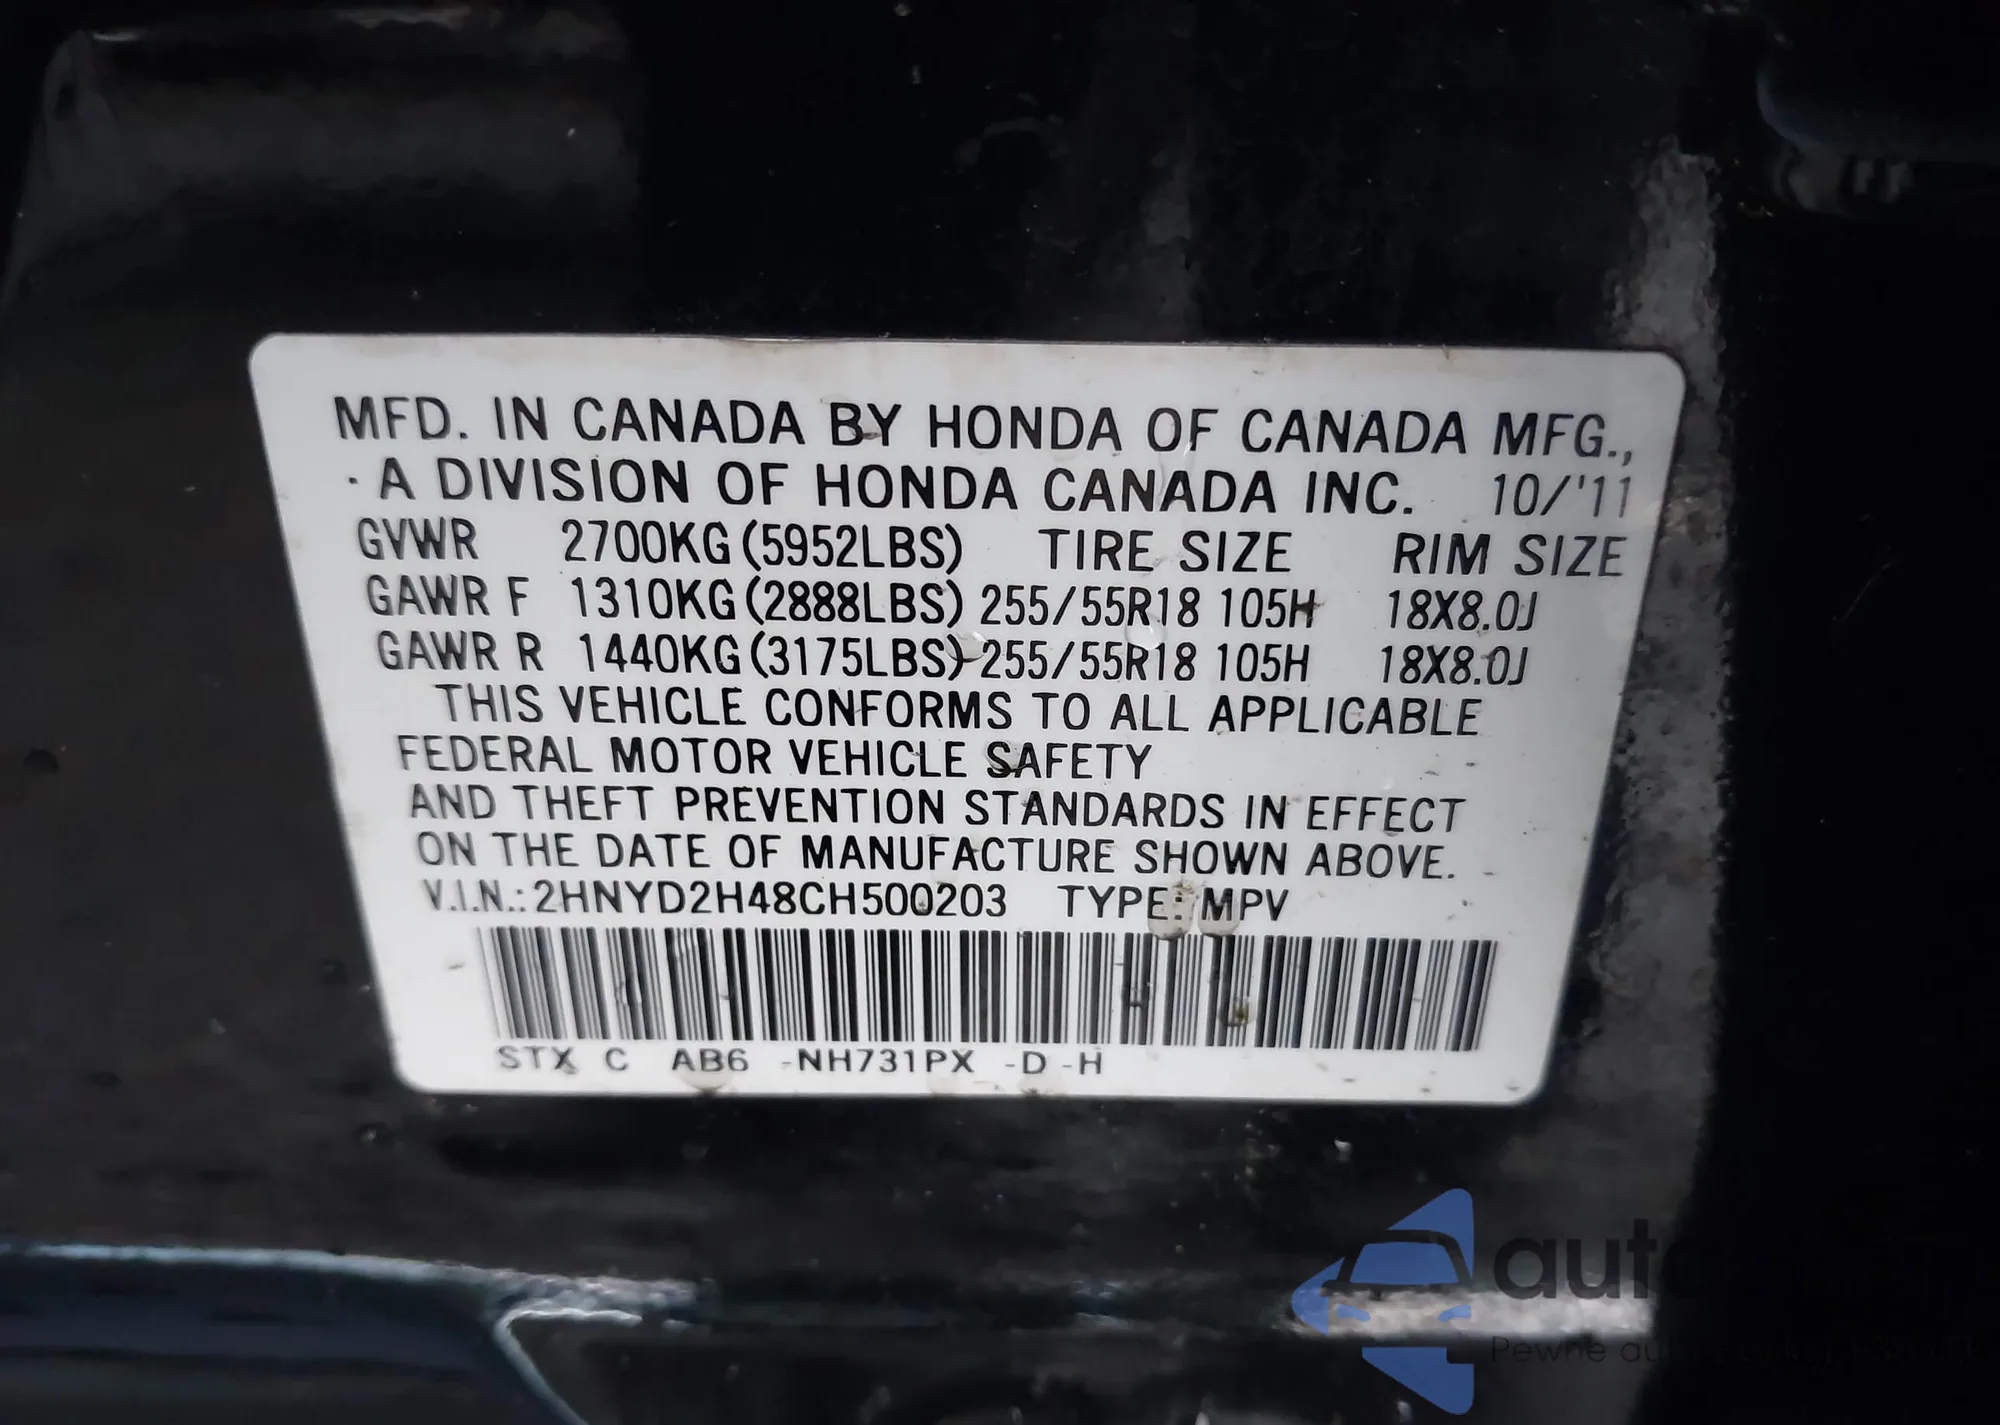 MFD. IN CANADA BY HONDA OF CANADA MFG.,
· A DIVISION OF HONDA CANADA INC. 10/'11
GVWR 2700KG (5952LBS) TIRE SIZE RIM SIZE
GAWR F 1310KG (2888LBS) 255/55R18 105H 18X8.0J
GAWR R 1440KG (3175LBS) 255/55R18 105H 18X8.0J
THIS VEHICLE CONFORMS TO ALL APPLICABLE
FEDERAL MOTOR VEHICLE SAFETY
AND THEFT PREVENTION STANDARDS IN EFFECT
ON THE DATE OF MANUFACTURE SHOWN ABOVE.
V.I.N.: 2HNYD2H48CH500203 TYPE: MPV
STX C AB6 -NH731PX -D -H
Pewne